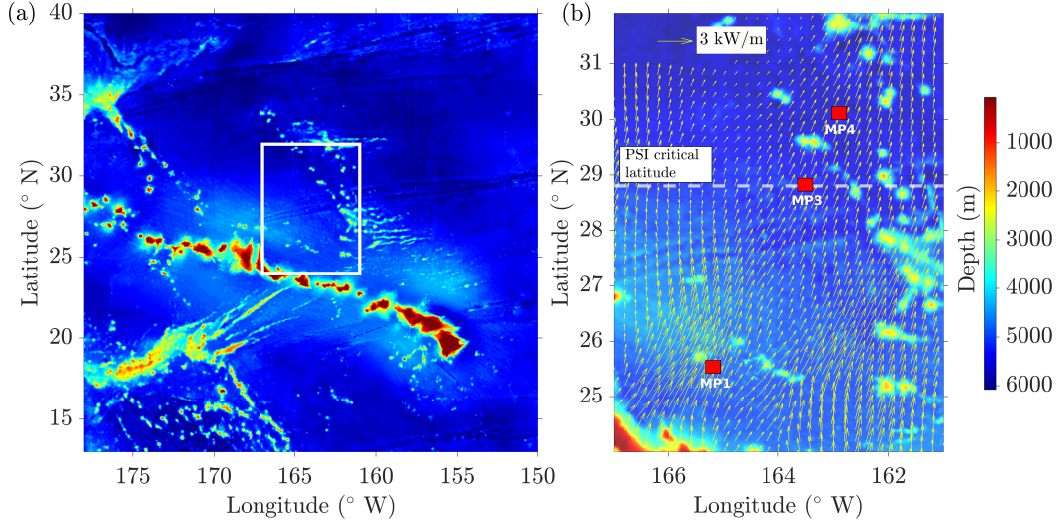 (a)
40
35
30
25
20
15
Latitude (° N)
175
170
165
160
155
150
Longitude (° W)
(b)
3 kW/m
31
30
29
28
27
26
25
Latitude (° N)
PSI critical
latitude
MP4
MP3
MP1
166
164
162
Longitude (° W)
1000
2000
3000
4000
5000
6000
Depth (m)